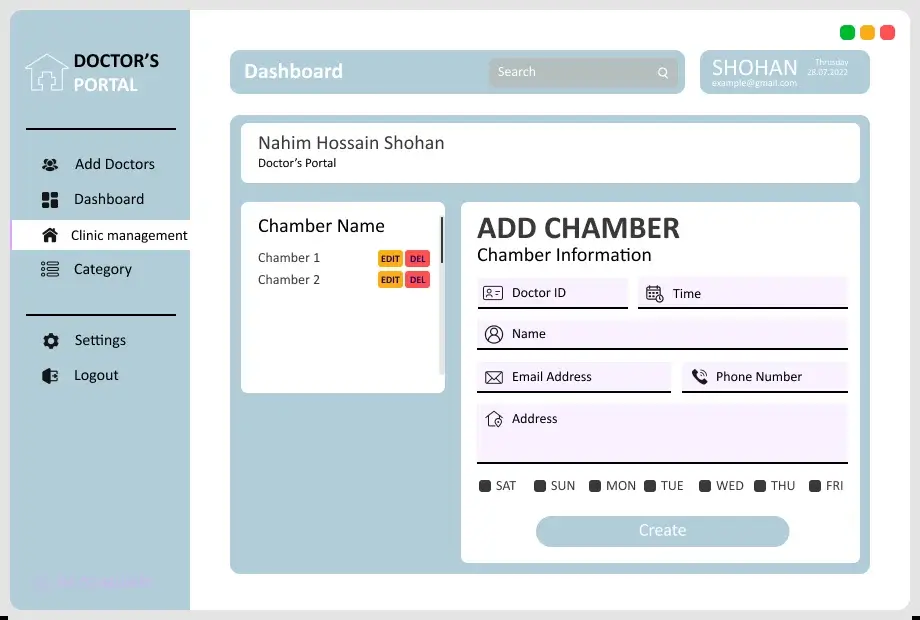 DOCTOR'S
PORTAL
Add Doctors
Dashboard
Clinic management
Category
Settings
Logout
Dashboard
Search
SHOHAN
Thrusday
28.07.2022
example@gmail.com
Nahim Hossain Shohan
Doctor's Portal
Chamber Name
Chamber 1 EDIT DEL
Chamber 2 EDIT DEL
ADD CHAMBER
Chamber Information
Doctor ID Time
Name
Email Address Phone Number
Address
SAT SUN MON TUE WED THU FRI
Create